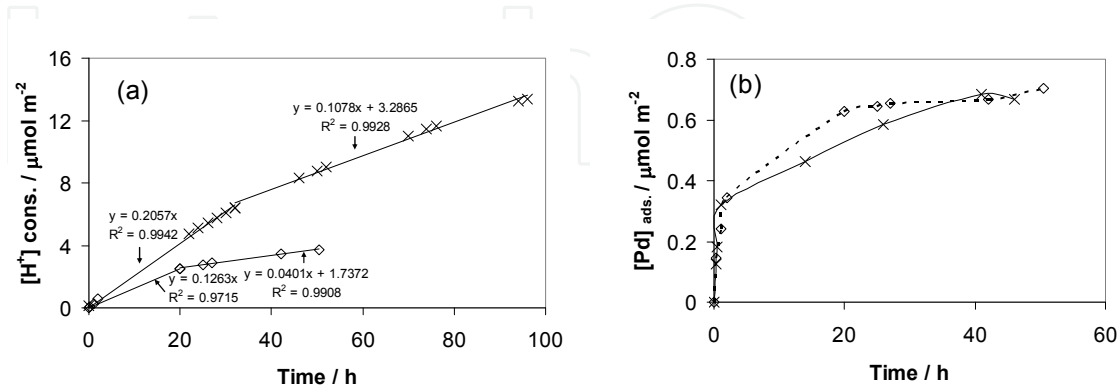 (a)
[H⁺] cons. / μmol m⁻²
16
12
8
4
0
y = 0.1078x + 3.2865
R² = 0.9928
y = 0.2057x
R² = 0.9942
y = 0.1263x
R² = 0.9715
y = 0.0401x + 1.7372
R² = 0.9908
0 20 40 60 80 100
Time / h
(b)
[Pd] ads. / μmol m⁻²
0.8
0.6
0.4
0.2
0
0 20 40 60
Time / h